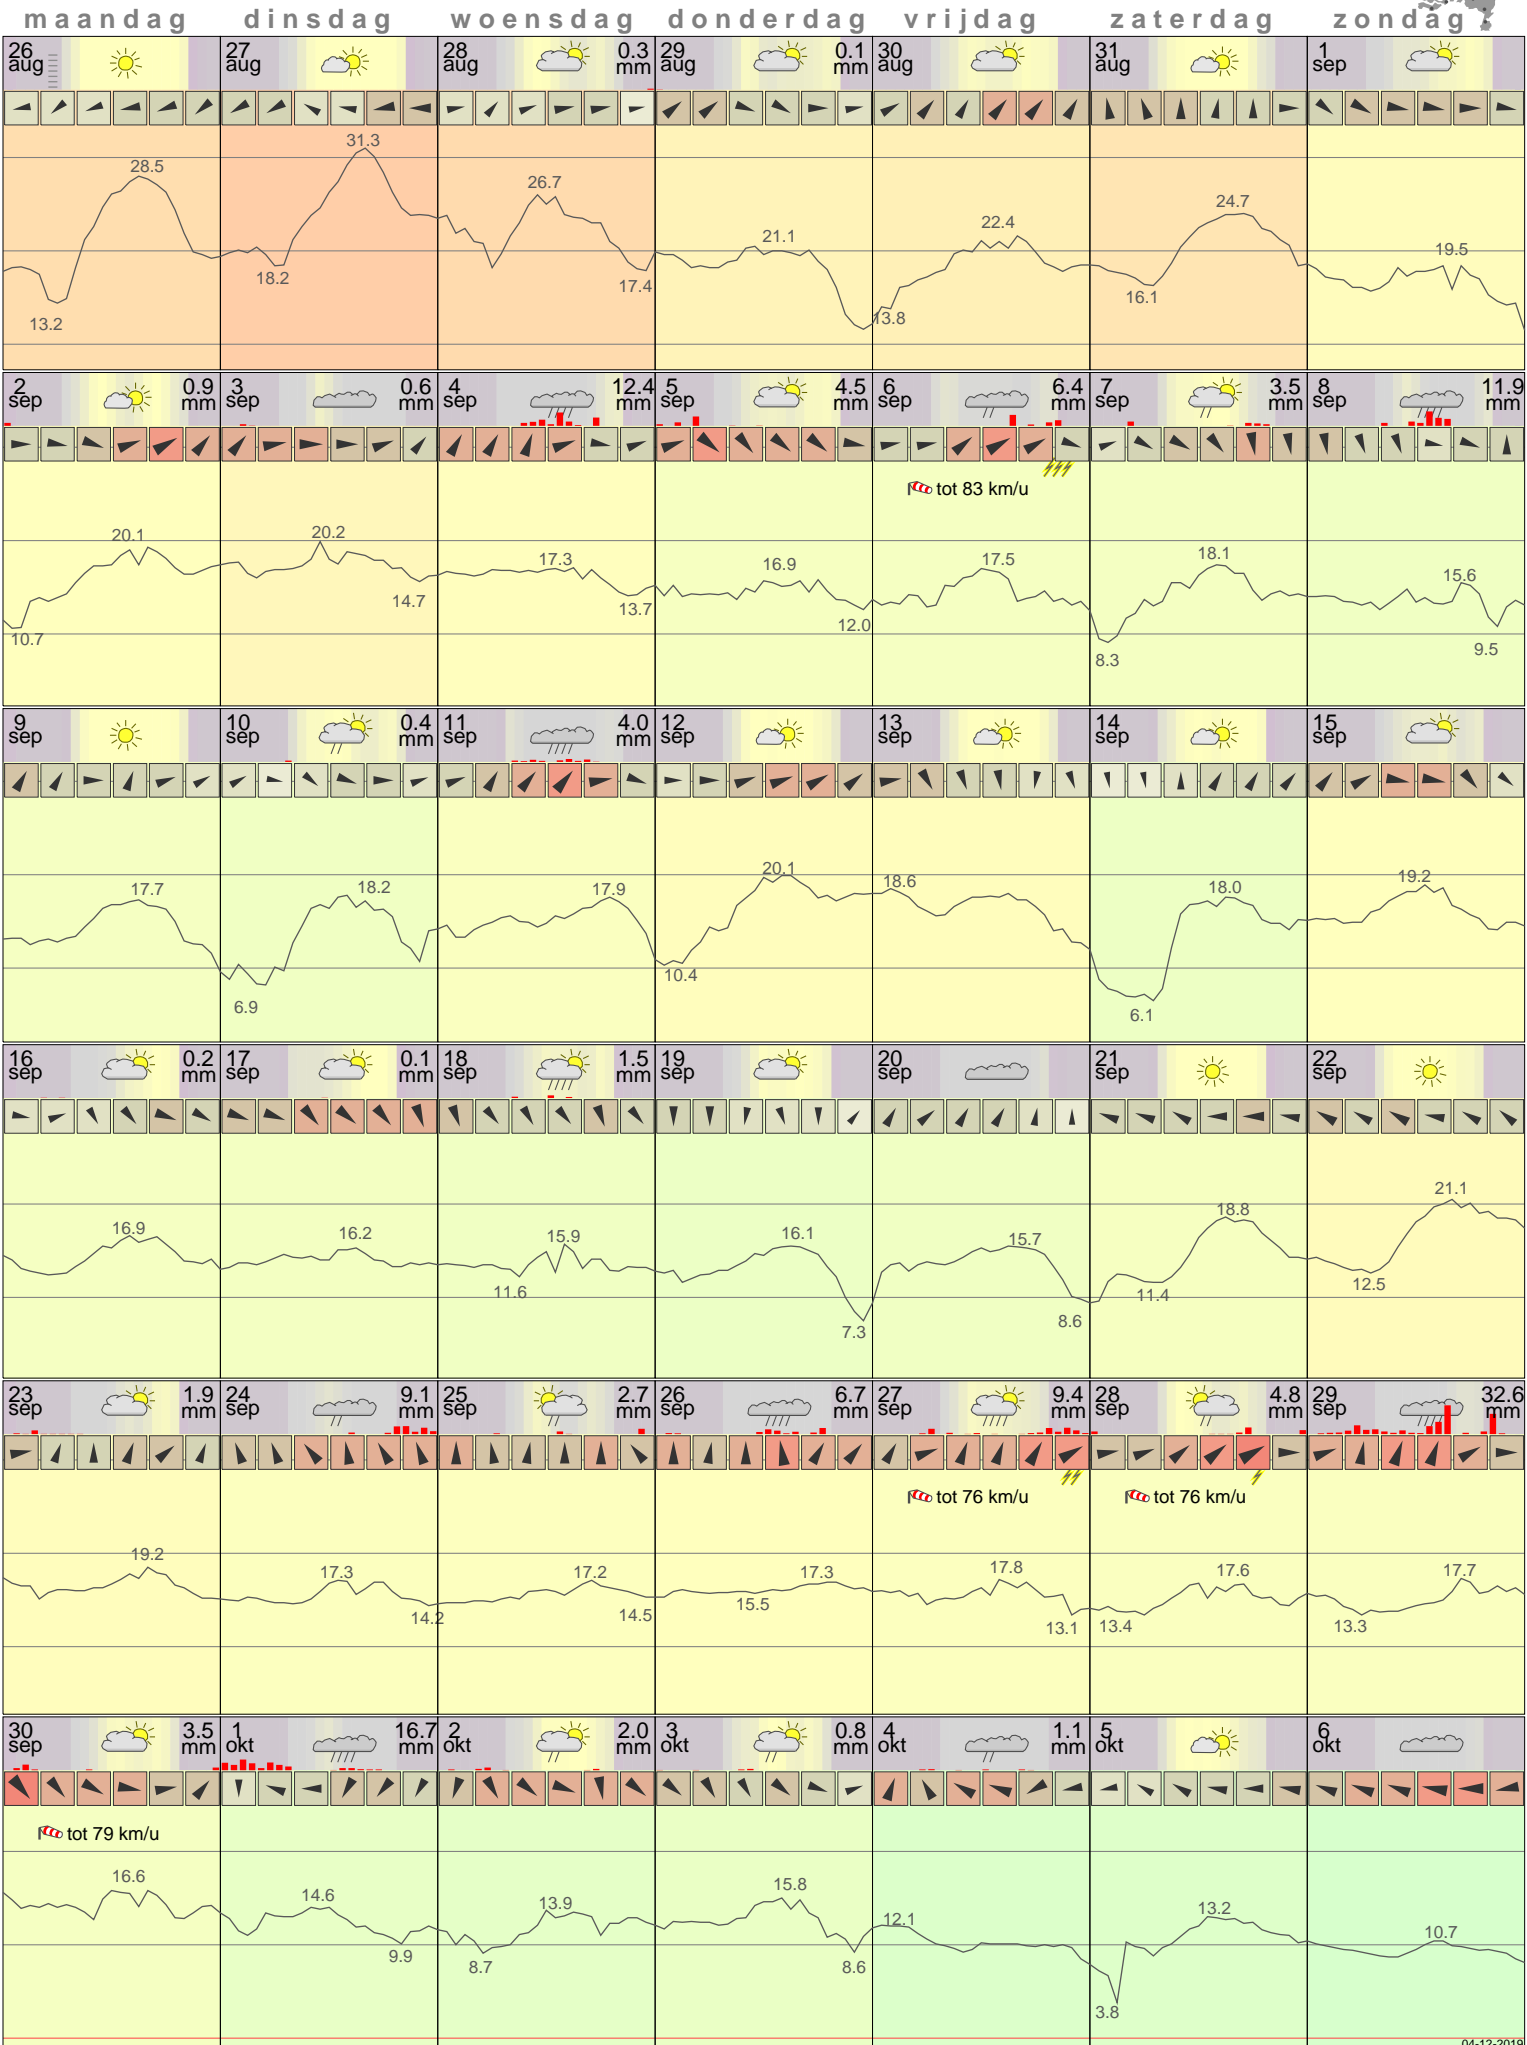 maandag dinsdag woensdag donderdag vrijdag zaterdag zondag
26 27 28 0.3 29 0.1 30 31 1
aug aug aug mm aug mm aug aug sep
28.5 31.3 26.7 21.1 22.4 24.7 19.5
13.2 18.2 17.4 13.8 16.1
2 0.9 3 0.6 4 12.4 5 4.5 6 6.4 7 3.5 8 11.9
sep mm sep mm sep mm sep mm sep mm sep mm sep mm
tot 83 km/u
20.1 20.2 17.3 16.9 17.5 18.1 15.6
10.7 14.7 13.7 12.0 8.3 9.5
9 10 0.4 11 4.0 12 13 14 15
sep sep mm sep mm sep sep sep sep
17.7 18.2 17.9 20.1 18.6 18.0 19.2
6.9 10.4 6.1
16 0.2 17 0.1 18 1.5 19 20 21 22
sep mm sep mm sep mm sep sep sep sep
16.9 16.2 15.9 16.1 15.7 18.8 21.1
11.6 7.3 8.6 11.4 12.5
23 1.9 24 9.1 25 2.7 26 6.7 27 9.4 28 4.8 29 32.6
sep mm sep mm sep mm sep mm sep mm sep mm sep mm
tot 76 km/u tot 76 km/u
19.2 17.3 17.2 17.3 17.8 17.6 17.7
14.2 14.5 15.5 13.1 13.4 13.3
30 3.5 1 16.7 2 2.0 3 0.8 4 1.1 5 6
sep mm okt mm okt mm okt mm okt mm okt okt
tot 79 km/u
16.6 14.6 13.9 15.8 12.1 13.2 10.7
9.9 8.7 8.6 3.8
04-12-2019